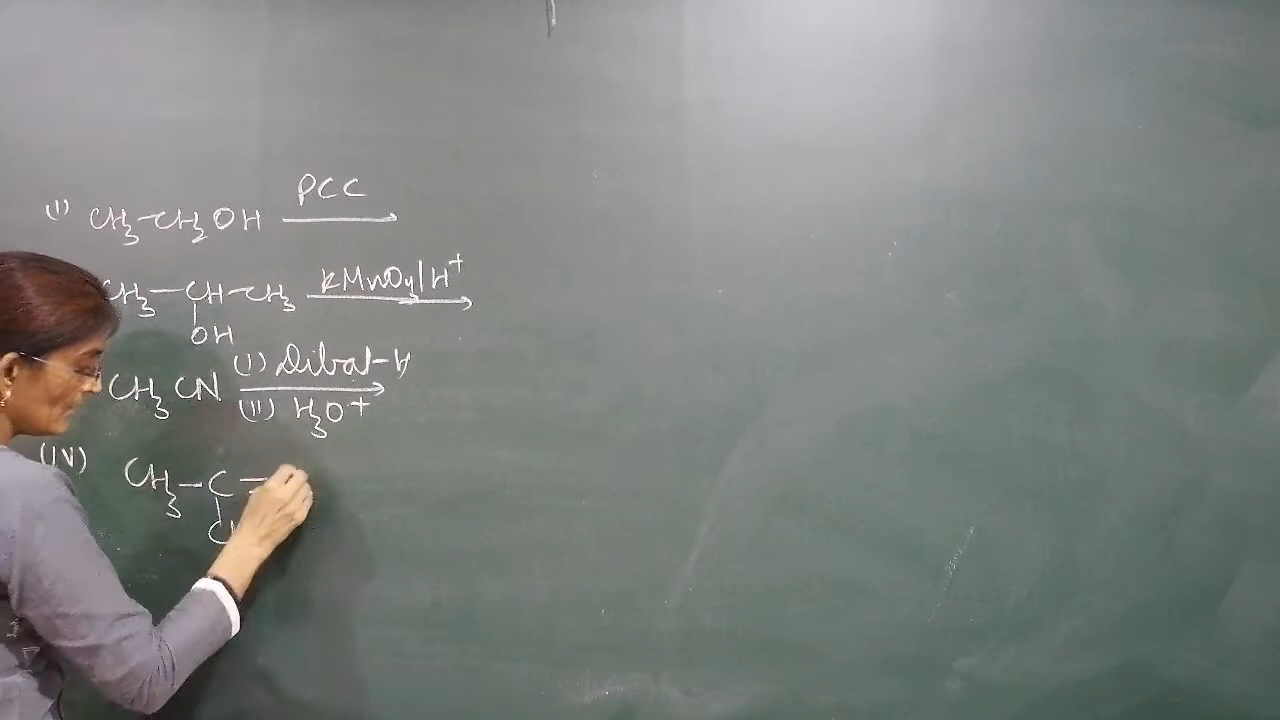 (i) CH3-CH2OH PCC →
CH3-CH-CH3 KMnO4/H+ →
OH
CH3CN (i) Dibal-H →
(ii) H3O+
(iv) CH3-C=